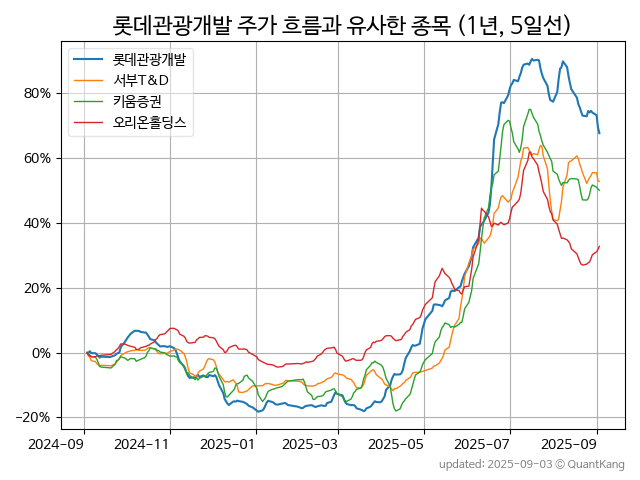 롯데관광개발 주가 흐름과 유사한 종목 (1년, 5일선)
롯데관광개발
서부T&D
키움증권
오리온홀딩스
80%
60%
40%
20%
0%
−20%
2024-09 2024-11 2025-01 2025-03 2025-05 2025-07 2025-09
updated: 2025-09-03 © QuantKang